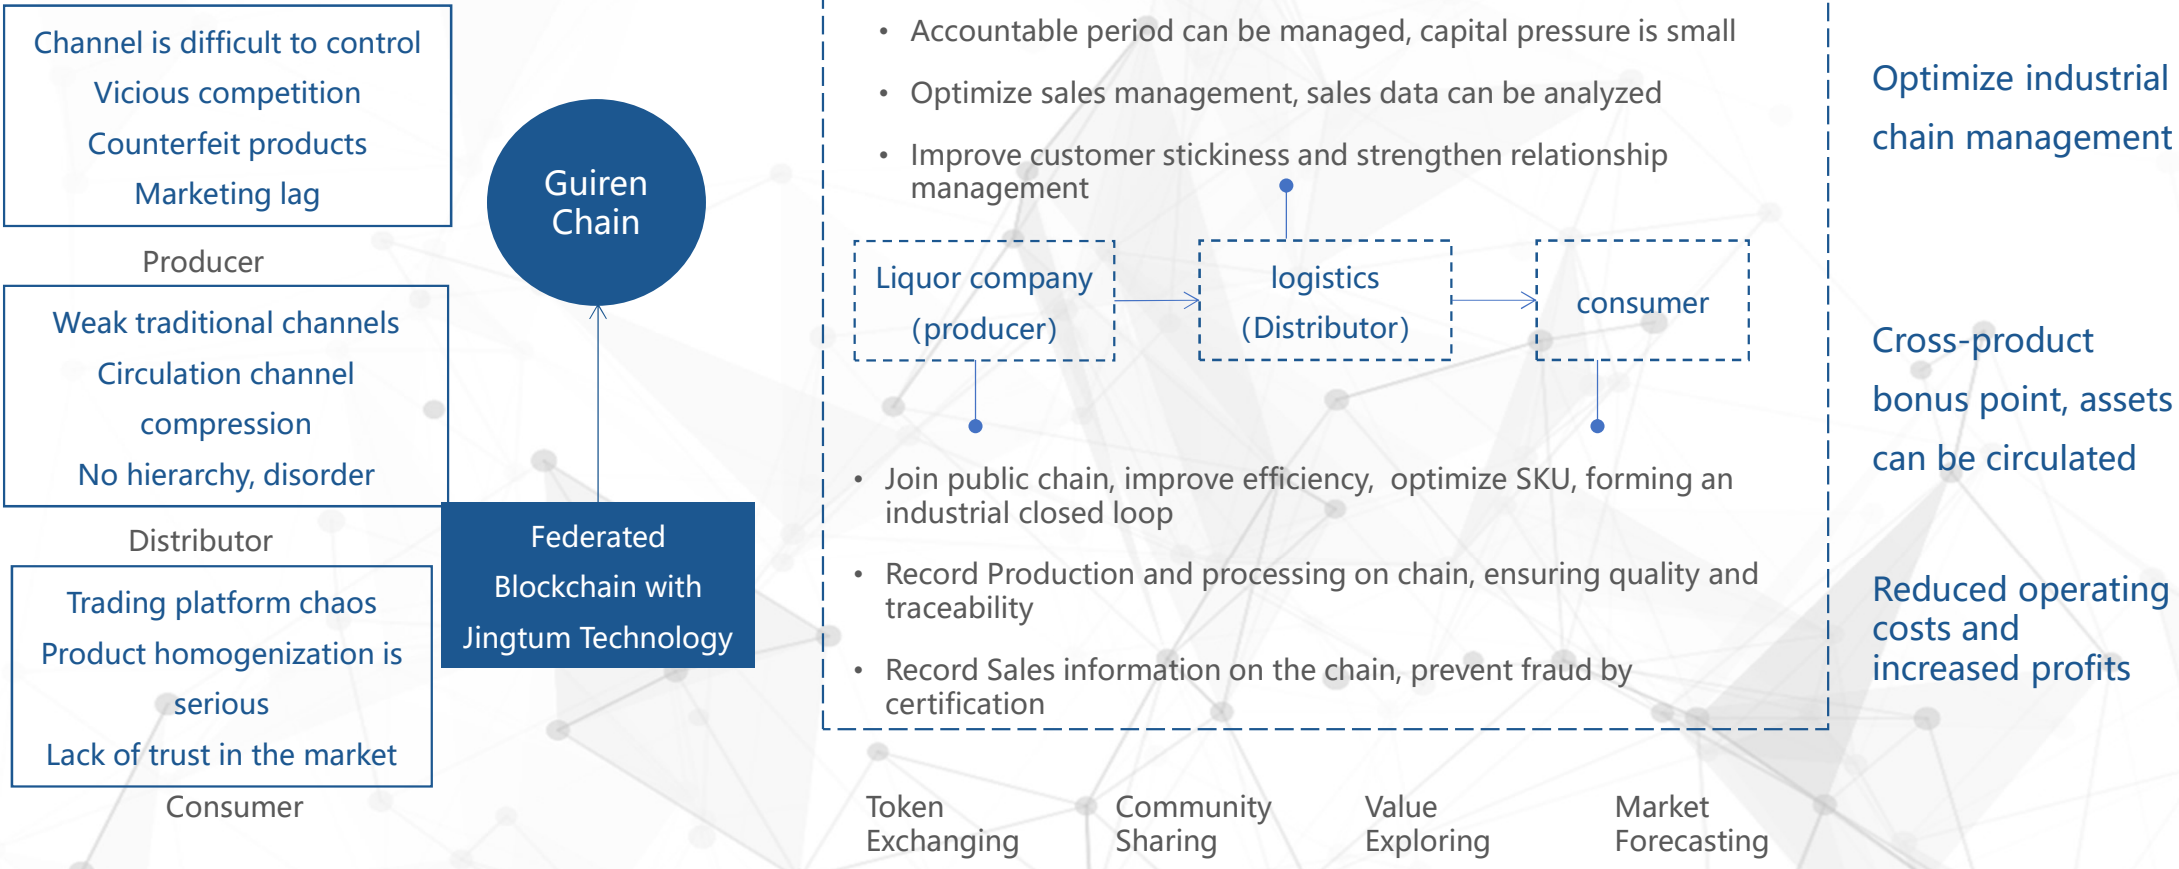 Channel is difficult to control
Vicious competition
Counterfeit products
Marketing lag
Producer
Weak traditional channels
Circulation channel
compression
No hierarchy, disorder
Distributor
Trading platform chaos
Product homogenization is
serious
Lack of trust in the market
Consumer
Guiren
Chain
Federated
Blockchain with
Jingtum Technology
• Accountable period can be managed, capital pressure is small
• Optimize sales management, sales data can be analyzed
• Improve customer stickiness and strengthen relationship
management
Liquor company
(producer)
logistics
(Distributor)
consumer
• Join public chain, improve efficiency, optimize SKU, forming an
industrial closed loop
• Record Production and processing on chain, ensuring quality and
traceability
• Record Sales information on the chain, prevent fraud by
certification
Token
Exchanging
Community
Sharing
Value
Exploring
Market
Forecasting
Optimize industrial
chain management
Cross-product
bonus point, assets
can be circulated
Reduced operating
costs and
increased profits